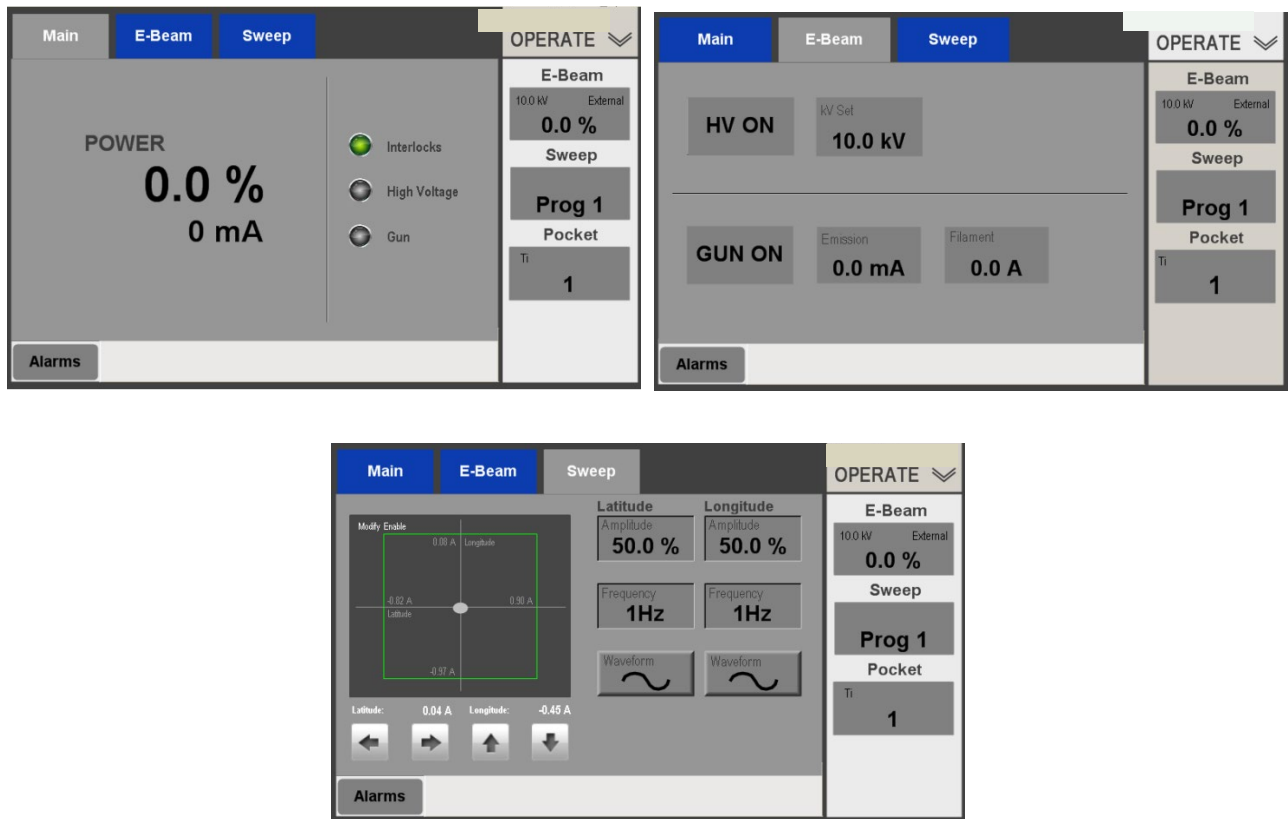 Main E-Beam Sweep OPERATE
E-Beam
10.0 kV External
0.0 %
Sweep
Prog 1
Pocket
Ti
1
POWER
0.0 %
0 mA
Interlocks
High Voltage
Gun
Alarms
Main E-Beam Sweep OPERATE
E-Beam
10.0 kV External
0.0 %
Sweep
Prog 1
Pocket
Ti
1
HV ON
kV Set
10.0 kV
GUN ON
Emission
0.0 mA
Filament
0.0 A
Alarms
Main E-Beam Sweep OPERATE
E-Beam
10.0 kV External
0.0 %
Sweep
Prog 1
Pocket
Ti
1
Modify Enable
0.08 A Longitude
-0.82 A 0.90 A
Latitude
-0.97 A
Latitude: 0.04 A Longitude: -0.45 A
Latitude Longitude
Amplitude Amplitude
50.0 % 50.0 %
Frequency Frequency
1Hz 1Hz
Waveform Waveform
Alarms